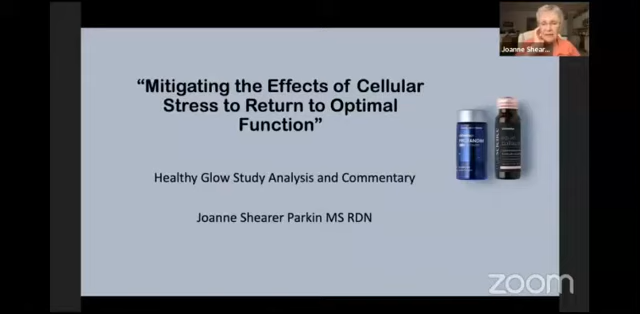 Joanne Shear...
“Mitigating the Effects of Cellular
Stress to Return to Optimal
Function”
Healthy Glow Study Analysis and Commentary
Joanne Shearer Parkin MS RDN
zoom